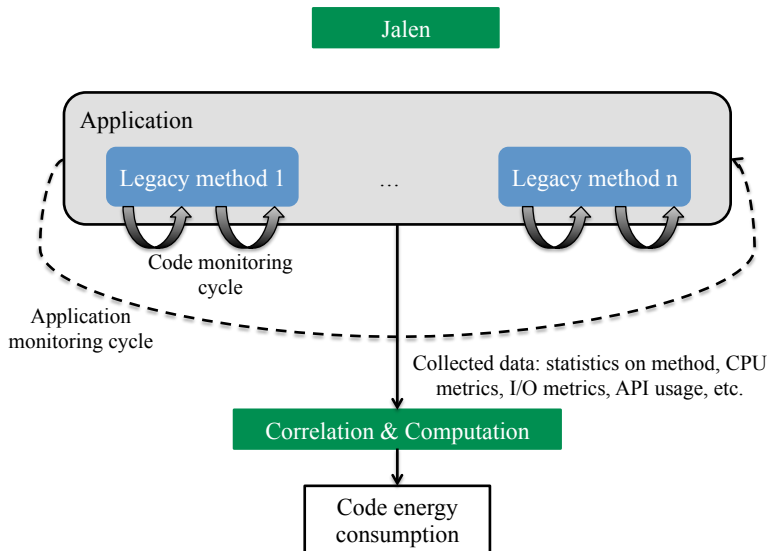 Jalen
Application
Legacy method 1
...
Legacy method n
Code monitoring
cycle
Application
monitoring cycle
Collected data: statistics on method, CPU
metrics, I/O metrics, API usage, etc.
Correlation & Computation
Code energy
consumption